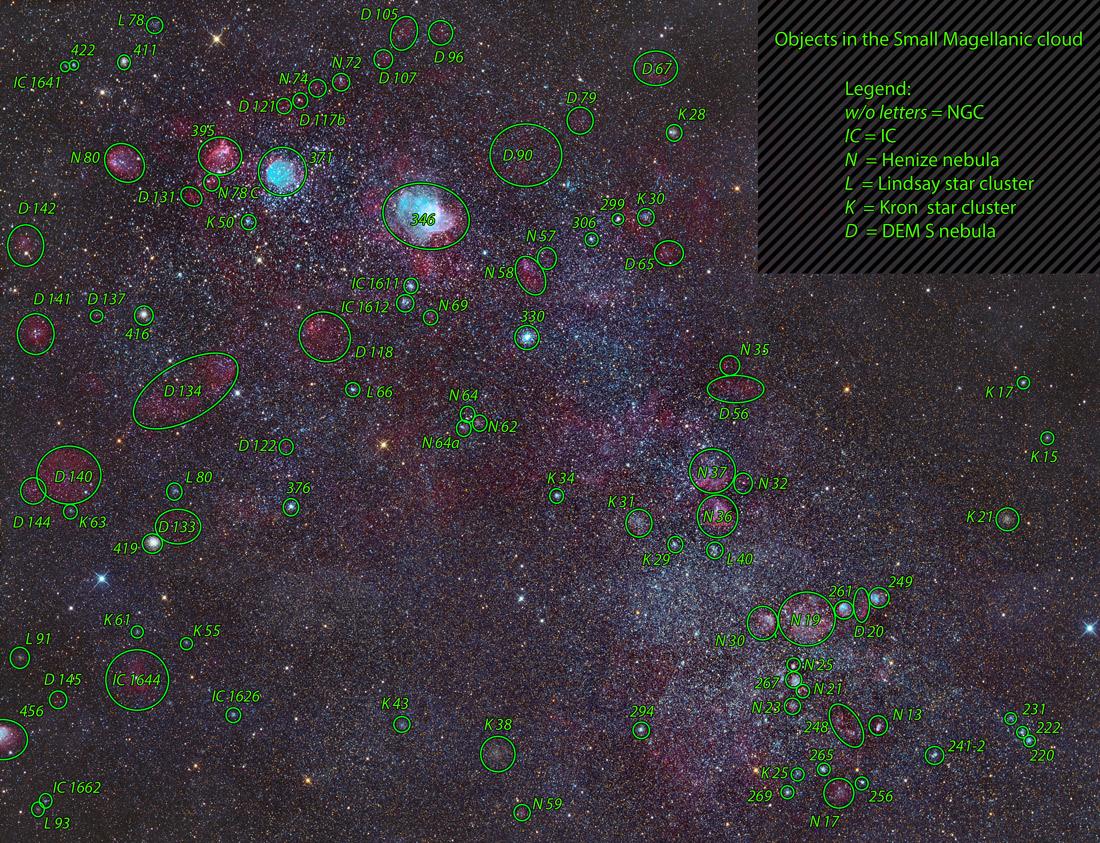 Objects in the Small Magellanic cloud
Legend:
w/o letters = NGC
IC = IC
N = Henize nebula
L = Lindsay star cluster
K = Kron star cluster
D = DEM S nebula
L 78
D 105
D 96
422
411
IC 1641
N 72
D 107
D 67
N 74
D 121
D 117b
D 79
K 28
395
371
N 80
D 90
D 131
N 78 C
D 142
K 50
346
299
K 30
306
N 57
D 65
N 58
IC 1611
IC 1612
N 69
D 141
D 137
416
330
D 118
N 35
D 134
L 66
D 56
K 17
N 64
N 62
N 64a
D 122
K 15
D 140
L 80
376
K 34
N 37
N 32
D 144
K 63
D 133
K 31
N 36
K 21
419
K 29
L 40
261
249
K 61
K 55
N 19
D 20
L 91
N 30
D 145
IC 1644
N 25
267
N 21
456
IC 1626
K 43
K 38
294
N 23
248
N 13
231
222
220
241-2
265
K 25
269
256
IC 1662
L 93
N 59
N 17